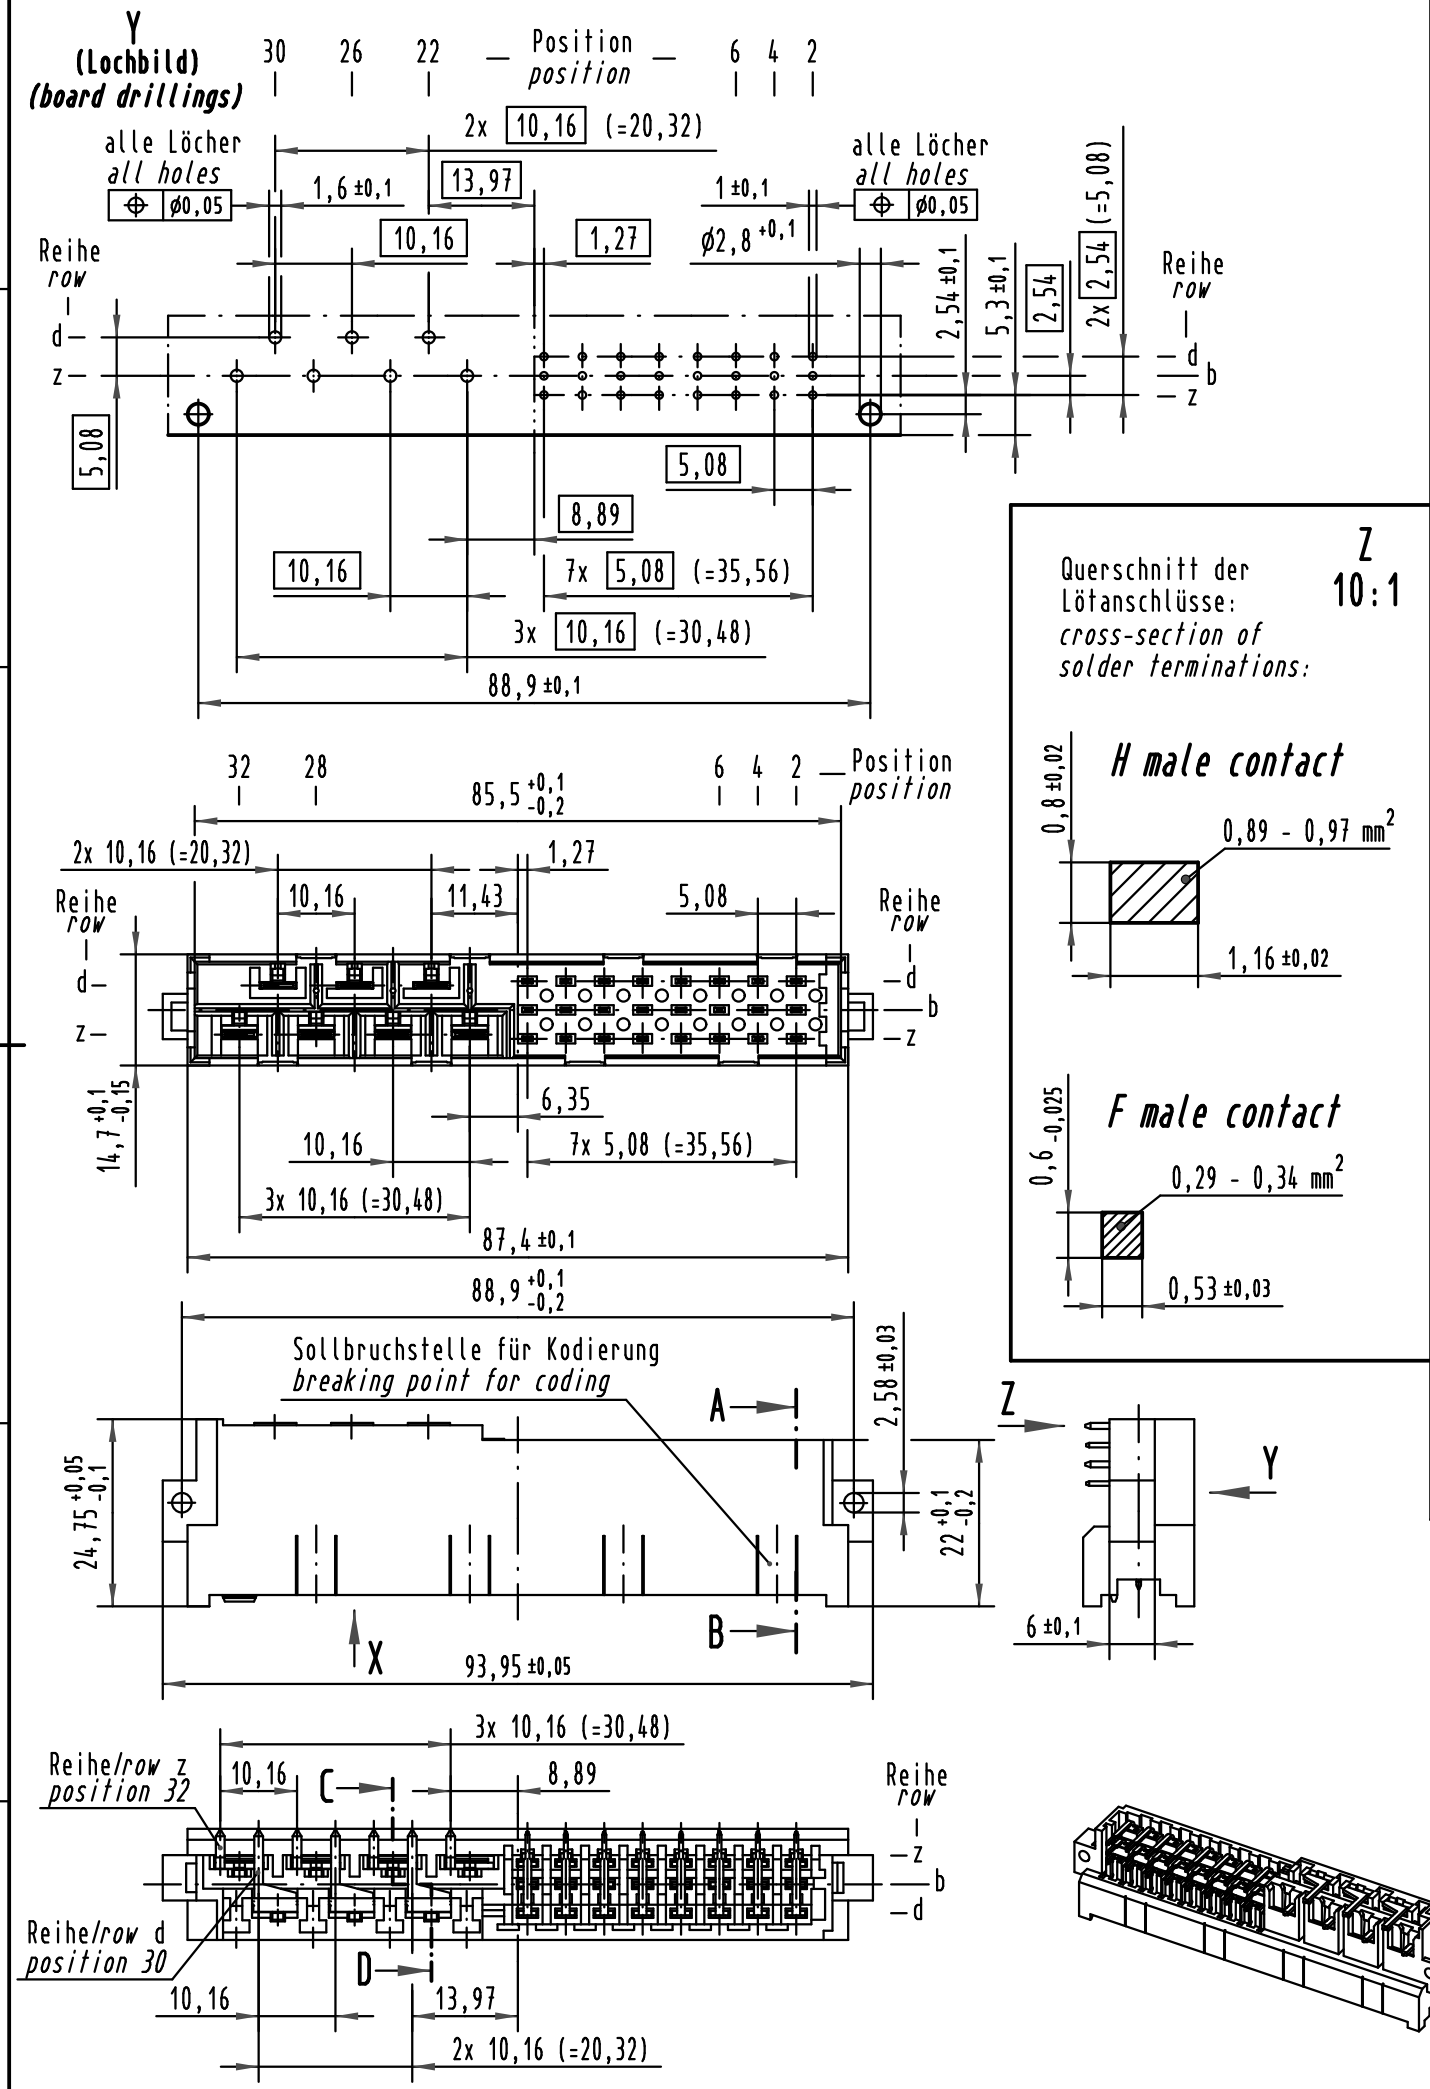 Y
(Lochbild)
(board drillings)
30 26 22 — Position — 6 4 2
position
alle Löcher
all holes
⌖ ø0,05
2x 10,16 (=20,32)
1,6 ±0,1
13,97
10,16
1,27
1 ±0,1
ø2,8 +0,1
alle Löcher
all holes
⌖ ø0,05
2,54 ±0,1
5,3 ±0,1
2,54
2x 2,54 (=5,08)
Reihe
row
d
z
Reihe
row
d
b
z
5,08
5,08
8,89
10,16
7x 5,08 (=35,56)
3x 10,16 (=30,48)
88,9 ±0,1
Z
10:1
Querschnitt der
Lötanschlüsse:
cross-section of
solder terminations:
H male contact
0,8 ±0,02
0,89 - 0,97 mm²
1,16 ±0,02
F male contact
0,6 -0,025
0,29 - 0,34 mm²
0,53 ±0,03
32 28 6 4 2 — Position
position
85,5 +0,1 -0,2
2x 10,16 (=20,32)
1,27
10,16
11,43
5,08
Reihe
row
d
z
Reihe
row
d
b
z
14,7 +0,1 -0,15
6,35
10,16
7x 5,08 (=35,56)
3x 10,16 (=30,48)
87,4 ±0,1
88,9 +0,1 -0,2
Sollbruchstelle für Kodierung
breaking point for coding
A
2,58 ±0,03
24,75 +0,05 -0,1
22 +0,1 -0,2
B
X
93,95 ±0,05
Z
Y
6 ±0,1
3x 10,16 (=30,48)
Reihe/row z
position 32
10,16
C
8,89
Reihe
row
z
b
d
Reihe/row d
position 30
D
10,16
13,97
2x 10,16 (=20,32)